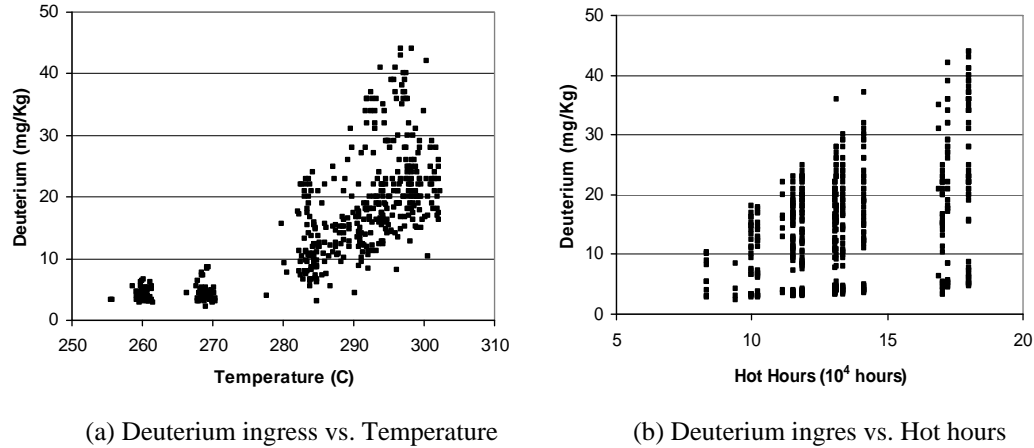 50
40
30
20
10
0
Deuterium (mg/Kg)
250 260 270 280 290 300 310
Temperature (C)
(a) Deuterium ingress vs. Temperature
50
40
30
20
10
0
Deuterium (mg/Kg)
5 10 15 20
Hot Hours (10⁴ hours)
(b) Deuterium ingres vs. Hot hours